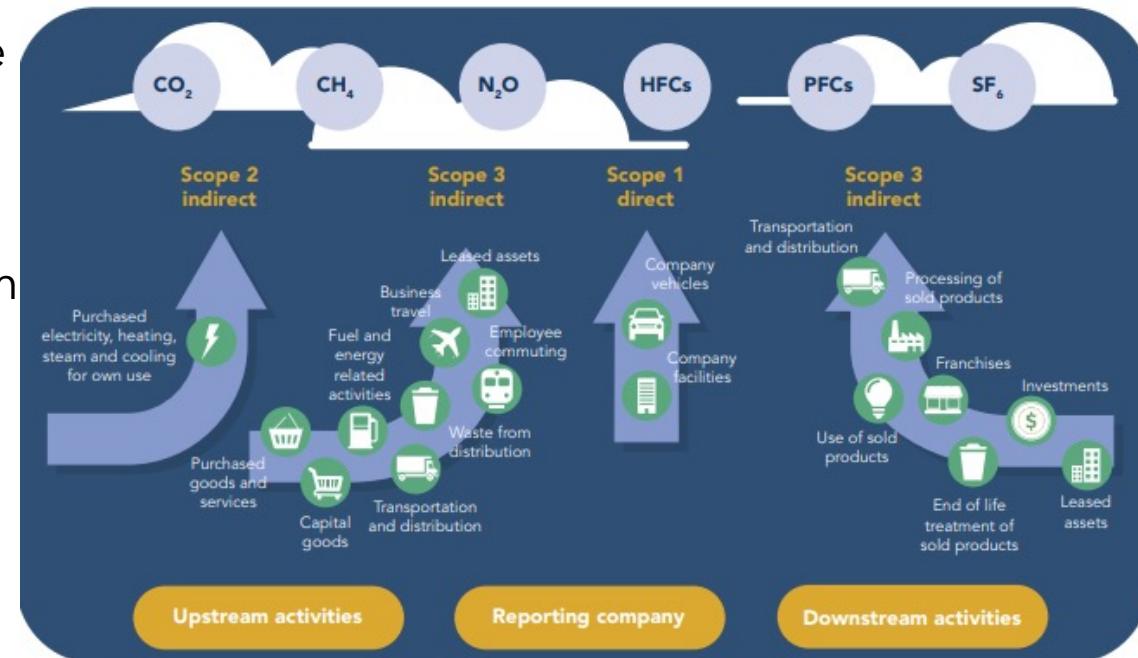 e
n
CO₂
CH₄
N₂O
HFCs
PFCs
SF₆
Scope 2
indirect
Scope 3
indirect
Scope 1
direct
Scope 3
indirect
Purchased
electricity, heating,
steam and cooling
for own use
Leased assets
Business
travel
Employee
commuting
Fuel and
energy
related
activities
Waste from
distribution
Purchased
goods and
services
Capital
goods
Transportation
and distribution
Company
vehicles
Company
facilities
Transportation
and distribution
Processing of
sold products
Franchises
Investments
$
Use of sold
products
End of life
treatment of
sold products
Leased
assets
Upstream activities
Reporting company
Downstream activities